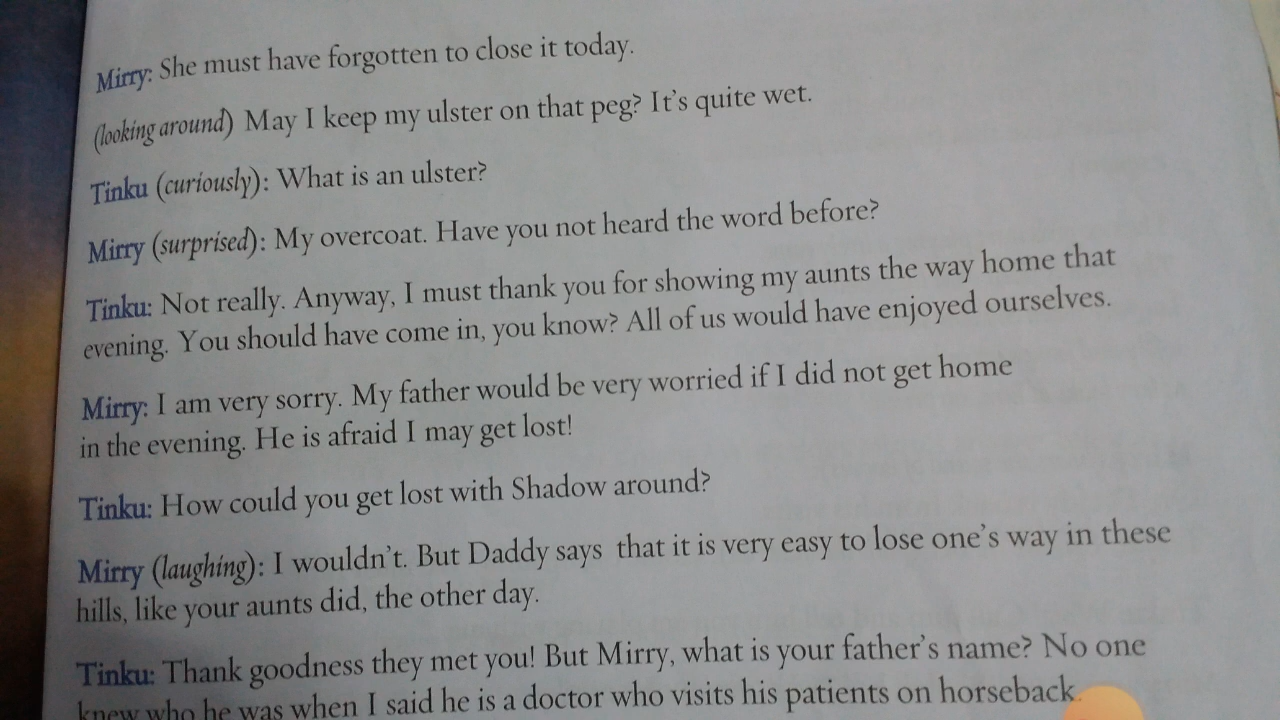 Mirry: She must have forgotten to close it today.
(looking around) May I keep my ulster on that peg? It's quite wet.
Tinku (curiously): What is an ulster?
Mirry (surprised): My overcoat. Have you not heard the word before?
Tinku: Not really. Anyway, I must thank you for showing my aunts the way home that
evening. You should have come in, you know? All of us would have enjoyed ourselves.
Mirry: I am very sorry. My father would be very worried if I did not get home
in the evening. He is afraid I may get lost!
Tinku: How could you get lost with Shadow around?
Mirry (laughing): I wouldn't. But Daddy says that it is very easy to lose one's way in these
hills, like your aunts did, the other day.
Tinku: Thank goodness they met you! But Mirry, what is your father's name? No one
knew who he was when I said he is a doctor who visits his patients on horseback.